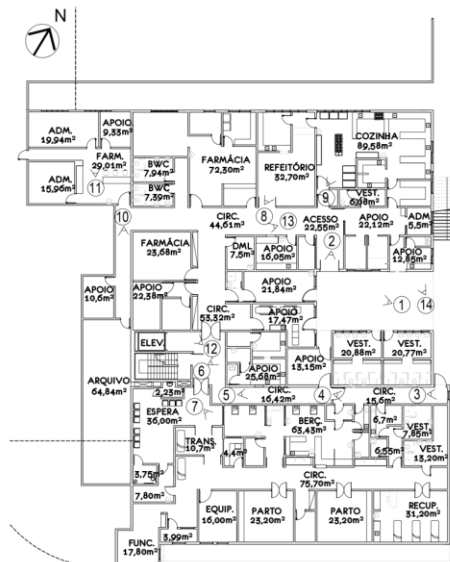 N
ADM.
19,94m²
APOIO.
9,33m²
FARM.
29,01m²
ADM.
15,96m²
11
BWC
7,94m²
BWC
7,39m²
FARMÁCIA
72,30m²
REFEITÓRIO
32,70m²
COZINHA
89,58m²
9
VEST.
6,68m²
10
CIRC.
44,61m²
8
13
ACESSO
22,55m²
2
APOIO
22,12m²
ADM
5,5m²
FARMÁCIA
23,68m²
DML
7,5m²
APOIO
16,05m²
APOIO
12,85m²
APOIO
10,6m²
APOIO
22,38m²
APOIO
21,84m²
CIRC.
53,32m²
APOIO
17,47m²
1
14
ELEV.
12
VEST.
20,88m²
VEST.
20,77m²
ARQUIVO
64,84m²
6
APOIO
25,68m²
APOIO
13,15m²
2,23m²
ESPERA
36,00m²
7
5
CIRC.
16,42m²
4
CIRC.
15,6m²
3
TRANS.
10,7m²
4,4m²
BERÇ.
63,43m²
6,7m²
VEST.
7,85m²
6,55m²
VEST.
13,20m²
3,75m²
7,80m²
CIRC.
75,70m²
EQUIP.
16,00m²
PARTO
23,20m²
PARTO
23,20m²
RECUP.
31,20m²
3,99m²
FUNC.
17,80m²